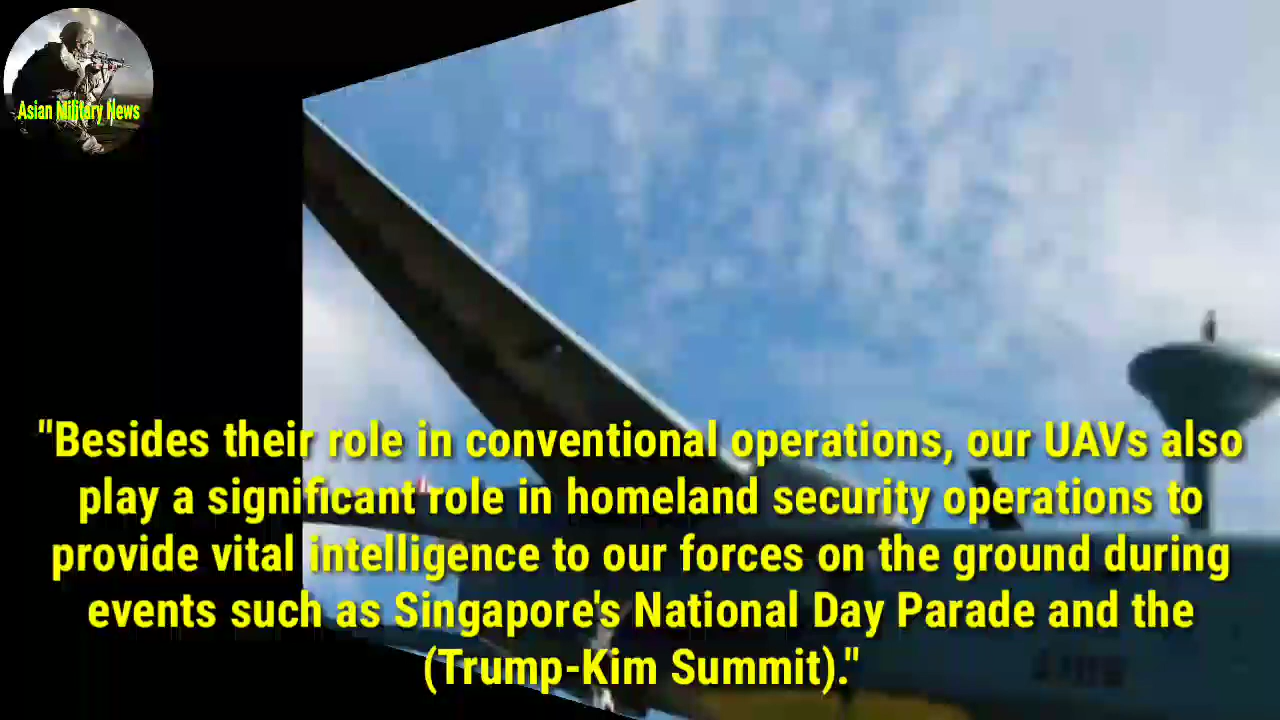 Asian Military News
"Besides their role in conventional operations, our UAVs also
play a significant role in homeland security operations to
provide vital intelligence to our forces on the ground during
events such as Singapore's National Day Parade and the
(Trump-Kim Summit)."